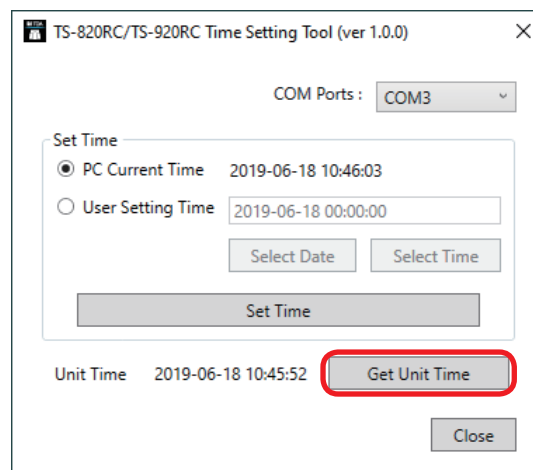 TS-820RC/TS-920RC Time Setting Tool (ver 1.0.0)
COM Ports : COM3
Set Time
PC Current Time 2019-06-18 10:46:03
User Setting Time 2019-06-18 00:00:00
Select Date Select Time
Set Time
Unit Time 2019-06-18 10:45:52 Get Unit Time
Close